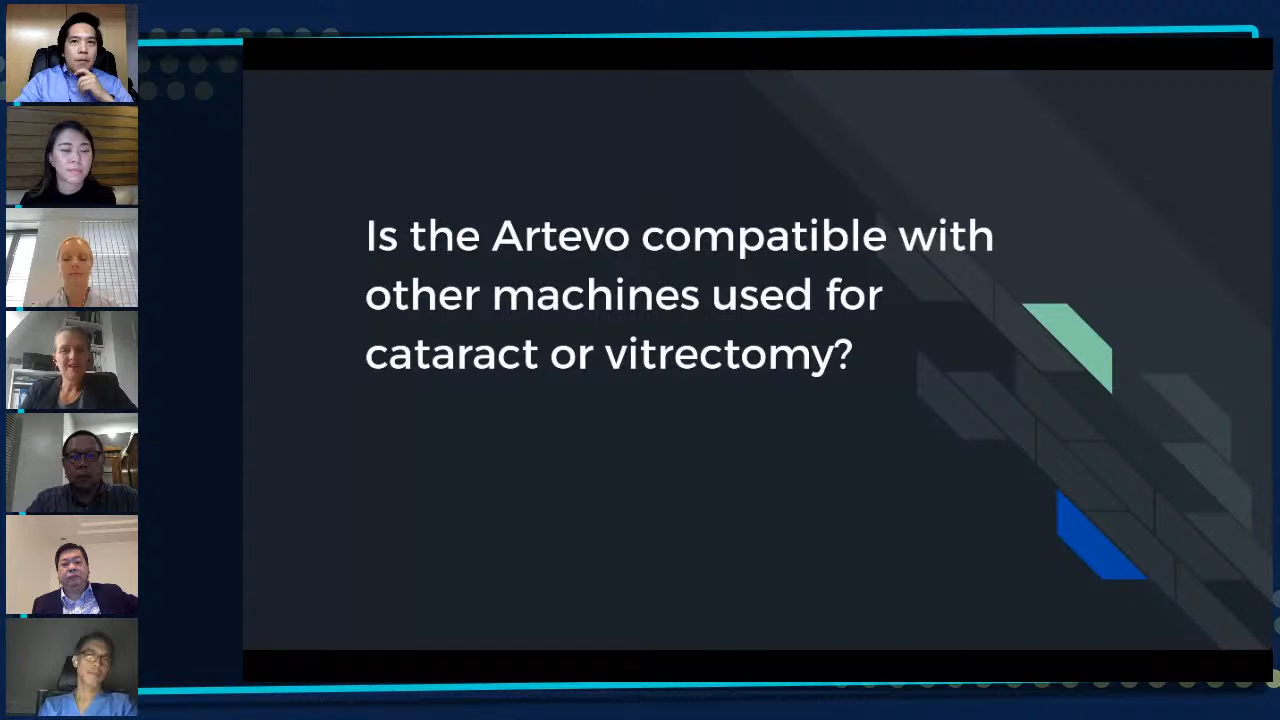 Is the Artevo compatible with
other machines used for
cataract or vitrectomy?